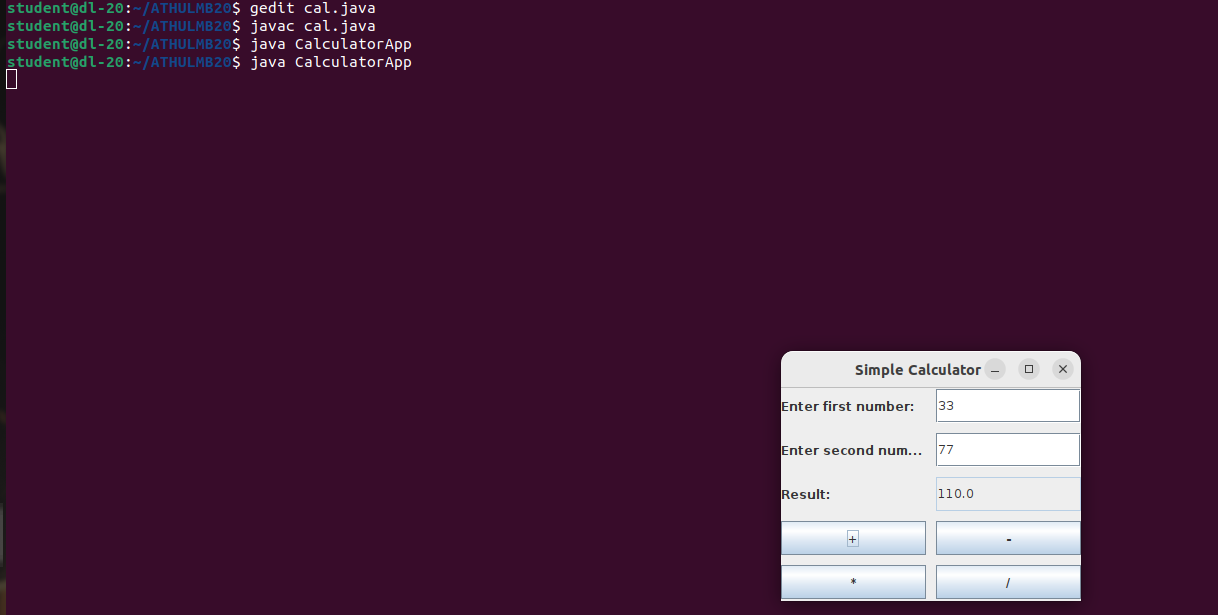 student@dl-20:~/ATHULMB20$ gedit cal.java
student@dl-20:~/ATHULMB20$ javac cal.java
student@dl-20:~/ATHULMB20$ java CalculatorApp
student@dl-20:~/ATHULMB20$ java CalculatorApp
Simple Calculator
Enter first number: 33
Enter second num... 77
Result: 110.0
+ -
* /